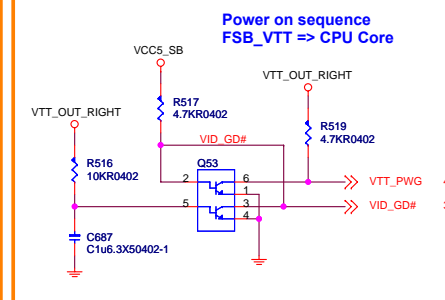 Power on sequence
FSB_VTT => CPU Core
VCC5_SB
VTT_OUT_RIGHT
R517
4.7KR0402
VTT_OUT_RIGHT
R519
4.7KR0402
VID_GD#
R516
10KR0402
Q53
2
6
1
VTT_PWG
5
3
4
VID_GD#
C687
C1u6.3X50402-1